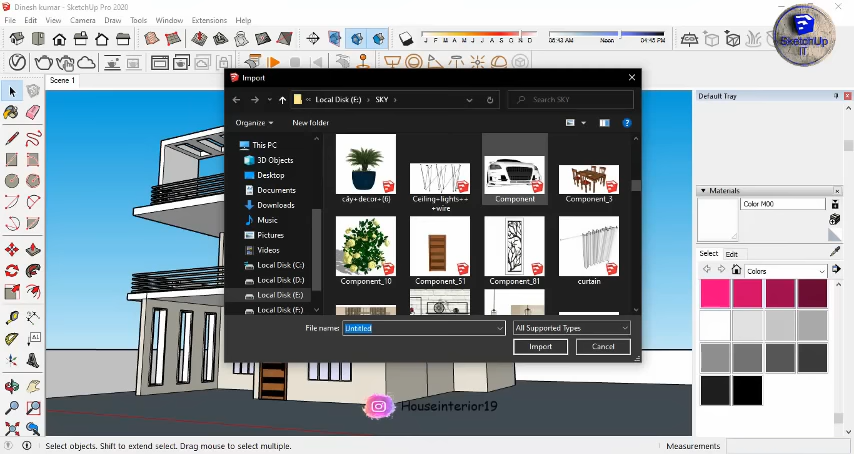 Dinesh kumar - SketchUp Pro 2020
File Edit View Camera Draw Tools Window Extensions Help
J F M A M J J A S O N D
06:43 AM Noon 04:45 PM
SketchUp
IT
Scene 1
Import
Local Disk (E:) > SKY >
Search SKY
Organize New folder
This PC
3D Objects
Desktop
Documents
Downloads
Music
Pictures
Videos
Local Disk (C:)
Local Disk (D:)
Local Disk (E:)
Local Disk (F:)
cây+decor+(6)
Ceiling+lights++
+wire
Component
Component_3
Component_10
Component_51
Component_81
curtain
File name: Untitled
All Supported Types
Import Cancel
Default Tray
Materials
Color M00
Select Edit
Colors
Houseinterior19
Select objects. Shift to extend select. Drag mouse to select multiple.
Measurements